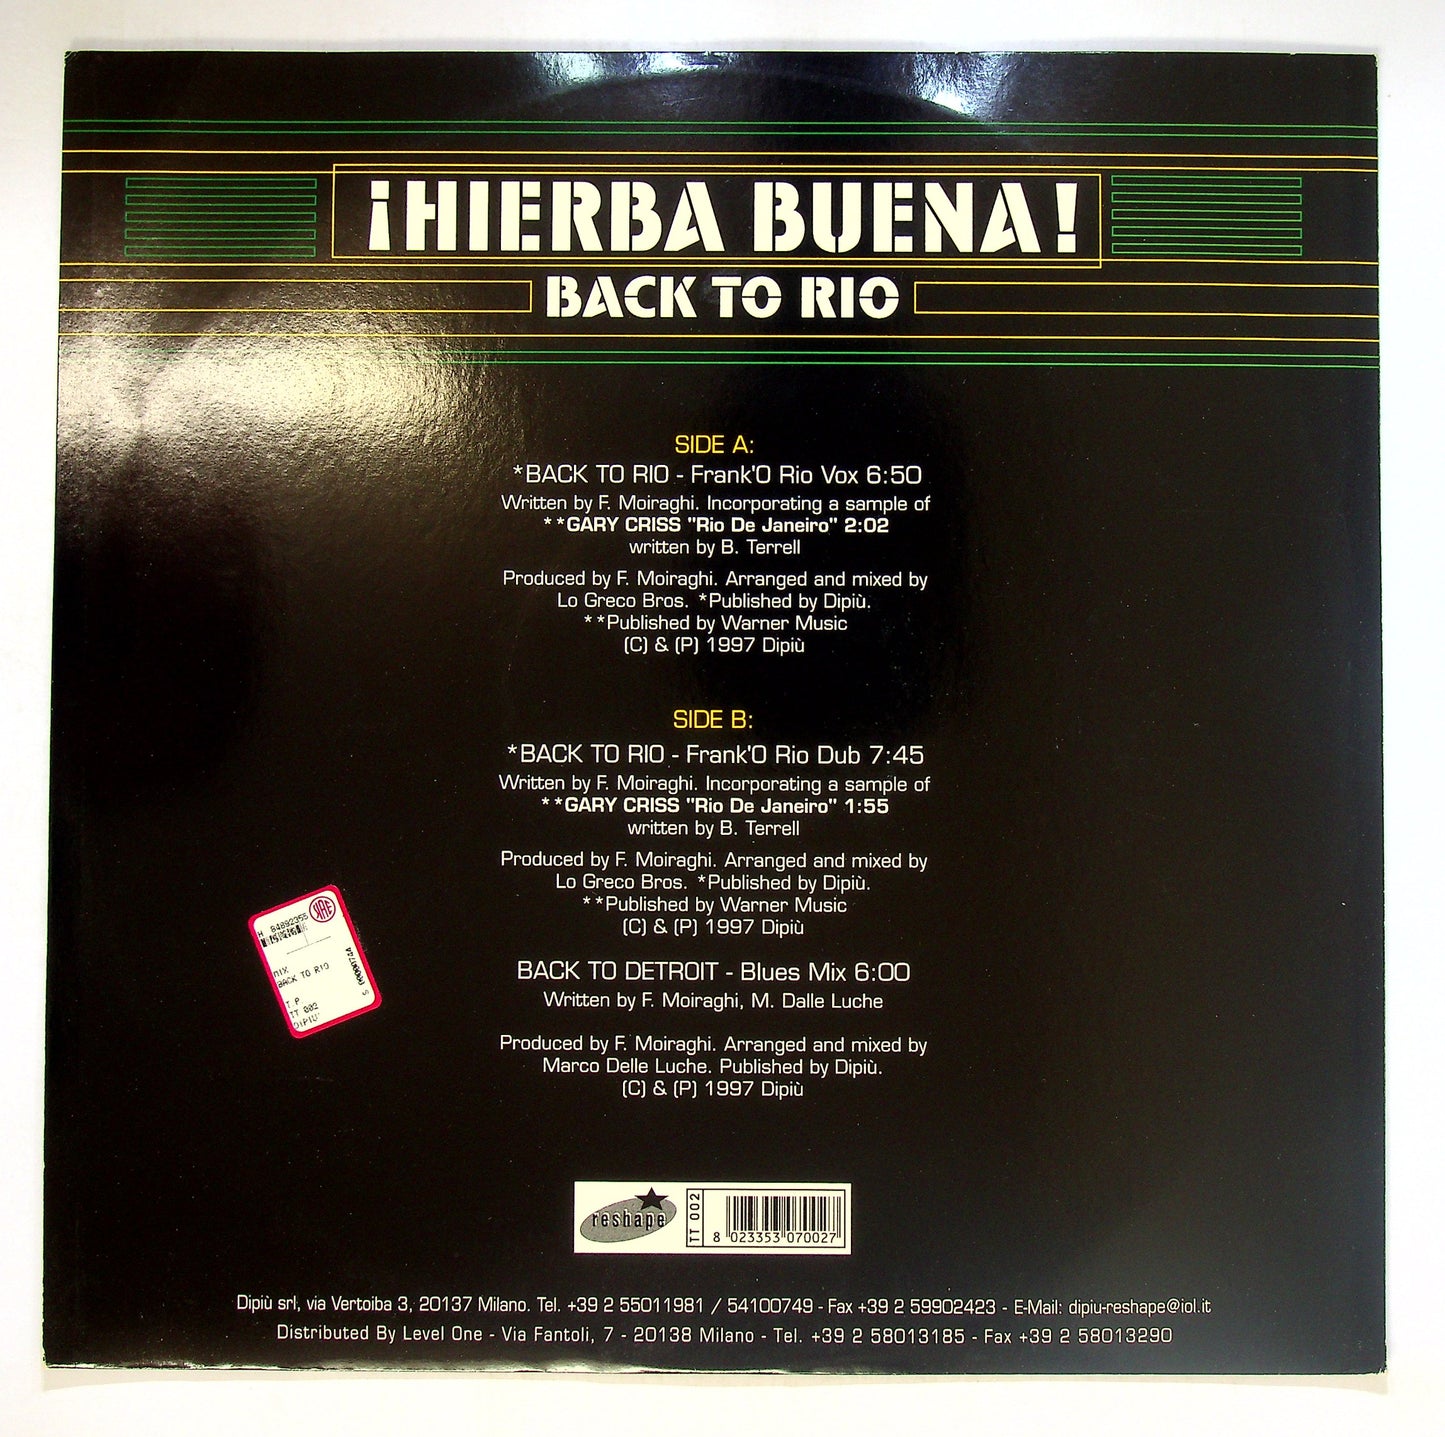 ¡HIERBA BUENA!
BACK TO RIO
SIDE A:
*BACK TO RIO - Frank'O Rio Vox 6:50
Written by F. Moiraghi. Incorporating a sample of
**GARY CRISS "Rio De Janeiro" 2:02
written by B. Terrell
Produced by F. Moiraghi. Arranged and mixed by
Lo Greco Bros. *Published by Dipiù.
**Published by Warner Music
(C) & (P) 1997 Dipiù
SIDE B:
*BACK TO RIO - Frank'O Rio Dub 7:45
Written by F. Moiraghi. Incorporating a sample of
**GARY CRISS "Rio De Janeiro" 1:55
written by B. Terrell
Produced by F. Moiraghi. Arranged and mixed by
Lo Greco Bros. *Published by Dipiù.
**Published by Warner Music
(C) & (P) 1997 Dipiù
BACK TO DETROIT - Blues Mix 6:00
Written by F. Moiraghi, M. Dalle Luche
Produced by F. Moiraghi. Arranged and mixed by
Marco Delle Luche. Published by Dipiù.
(C) & (P) 1997 Dipiù
H 84892355
MIX
BACK TO RIO
T.P
TT 002
DIPIU'
reshape
TT 002
8 023353 070027
Dipiù srl, via Vertoiba 3, 20137 Milano. Tel. +39 2 55011981 / 54100749 - Fax +39 2 59902423 - E-Mail: dipiu-reshape@iol.it
Distributed By Level One - Via Fantoli, 7 - 20138 Milano - Tel. +39 2 58013185 - Fax +39 2 58013290